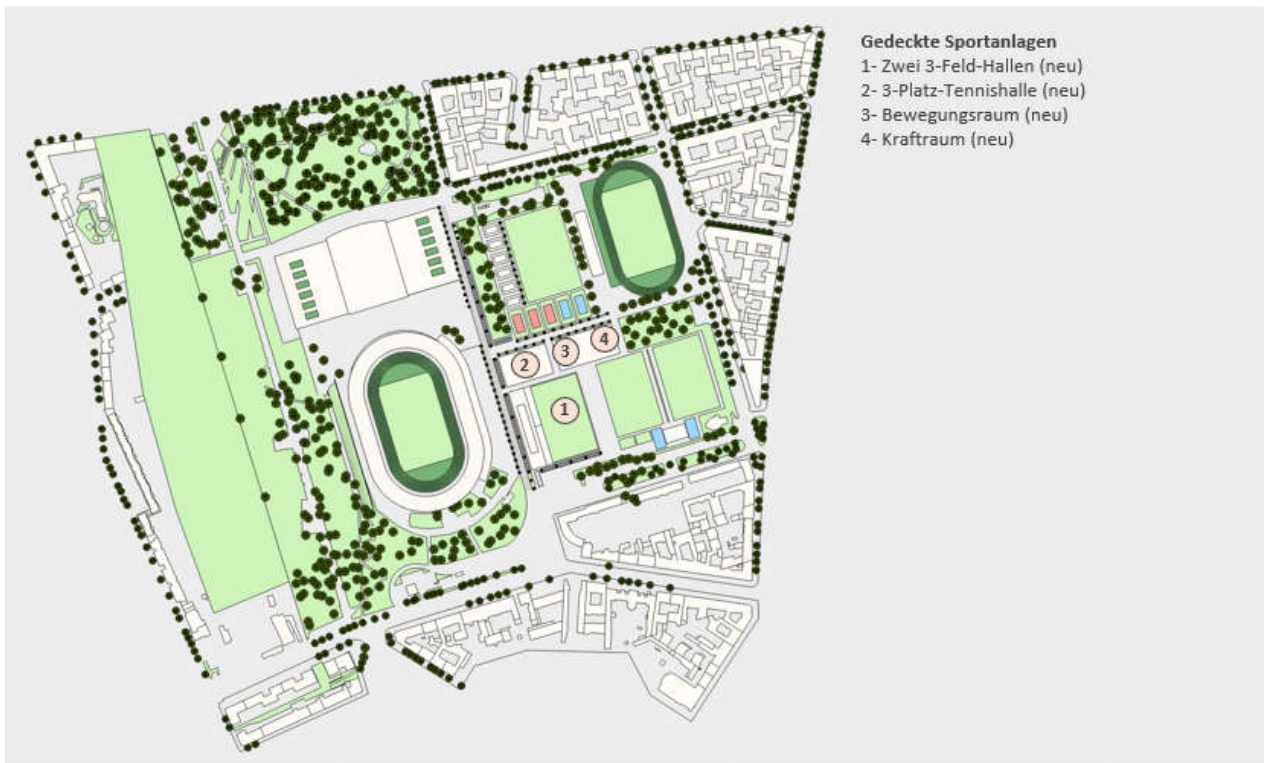 Gedeckte Sportanlagen
1- Zwei 3-Feld-Hallen (neu)
2- 3-Platz-Tennishalle (neu)
3- Bewegungsraum (neu)
4- Kraftraum (neu)
2
3
4
1